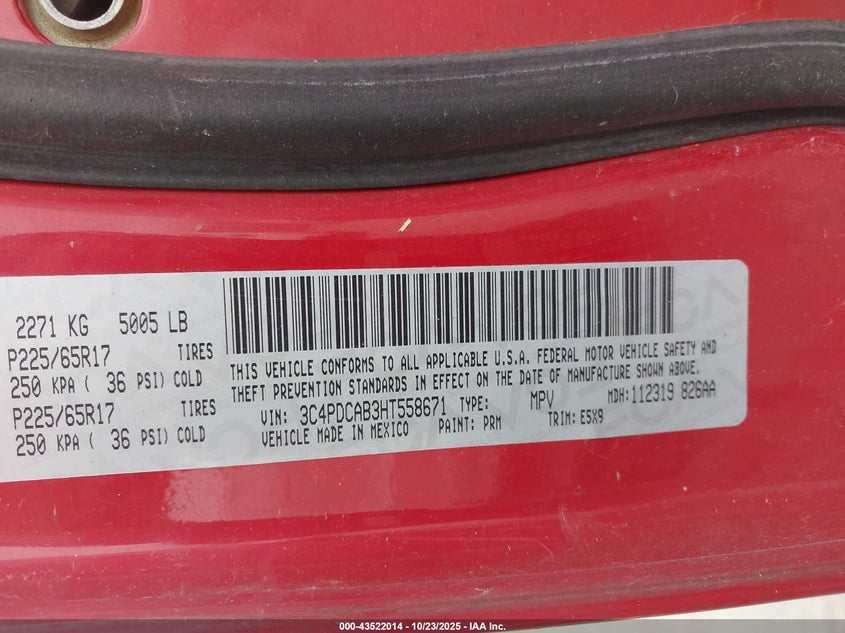 2271 KG 5005 LB
P225/65R17 TIRES
250 KPA ( 36 PSI) COLD
P225/65R17 TIRES
250 KPA ( 36 PSI) COLD
THIS VEHICLE CONFORMS TO ALL APPLICABLE U.S.A. FEDERAL MOTOR VEHICLE SAFETY AND
THEFT PREVENTION STANDARDS IN EFFECT ON THE DATE OF MANUFACTURE SHOWN ABOVE.
VIN: 3C4PDCAB3HT558671 TYPE: MPV MDH: 112319 826AA
VEHICLE MADE IN MEXICO PAINT: PRM TRIM: E5X9
000-43522014 - 10/23/2025 - IAA Inc.